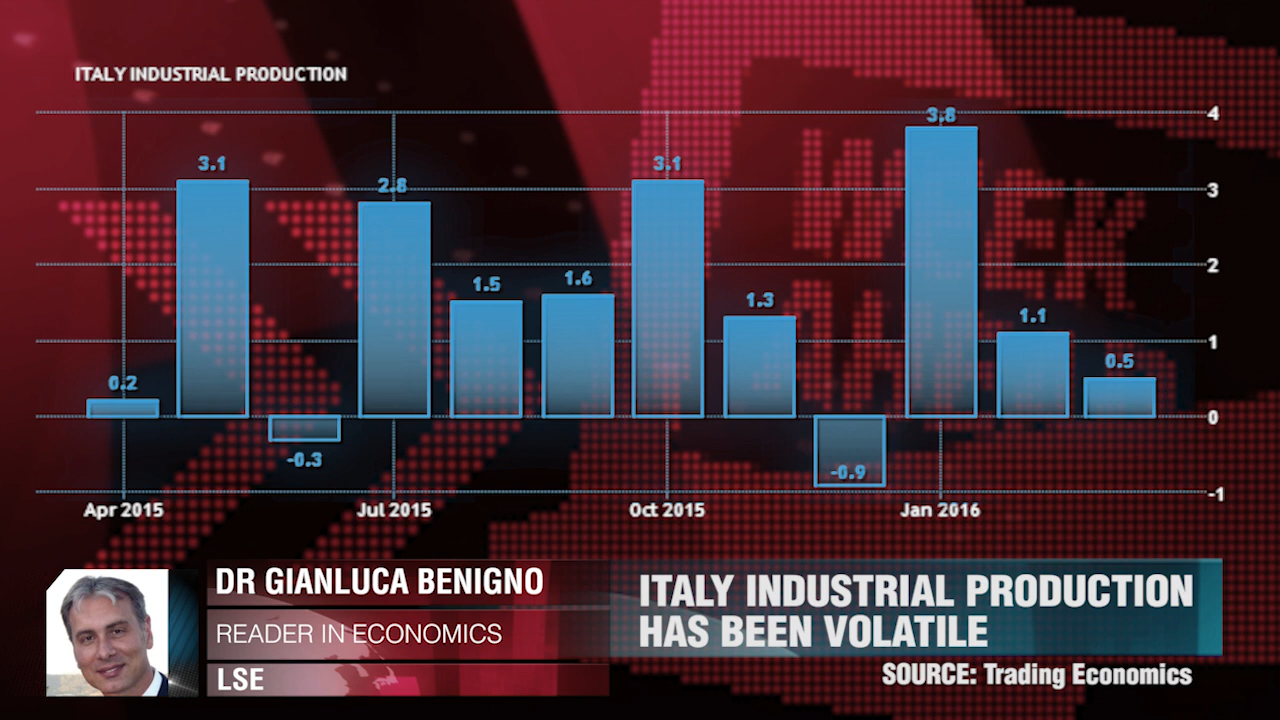 ITALY INDUSTRIAL PRODUCTION
4
3.8
3.1
3.1
3
2.8
2
1.6
1.5
1.3
1.1
1
0.5
0.2
0
-0.3
-0.9
-1
Apr 2015
Jul 2015
Oct 2015
Jan 2016
DR GIANLUCA BENIGNO
READER IN ECONOMICS
LSE
ITALY INDUSTRIAL PRODUCTION
HAS BEEN VOLATILE
SOURCE: Trading Economics